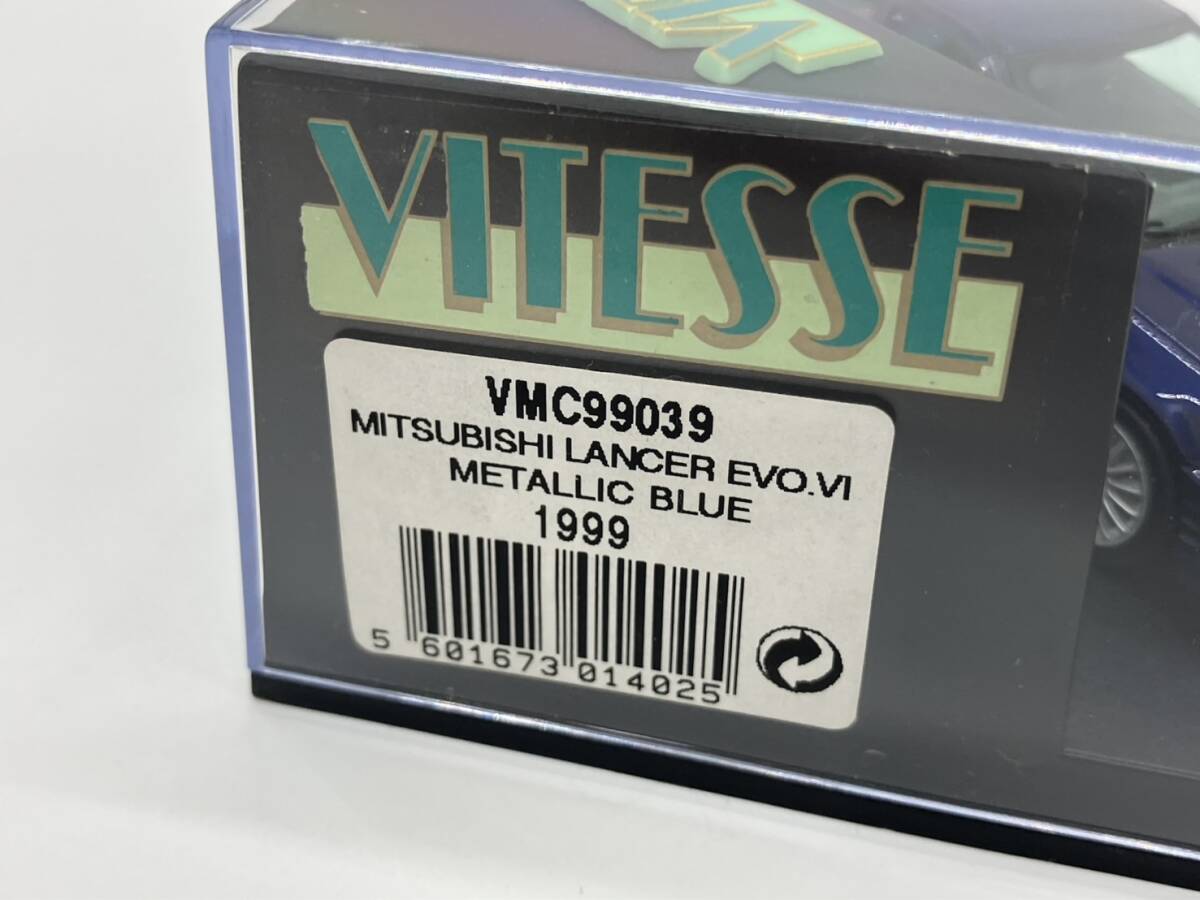 VITESSE
VMC99039
MITSUBISHI LANCER EVO.VI
METALLIC BLUE
1999
5 601673 014025